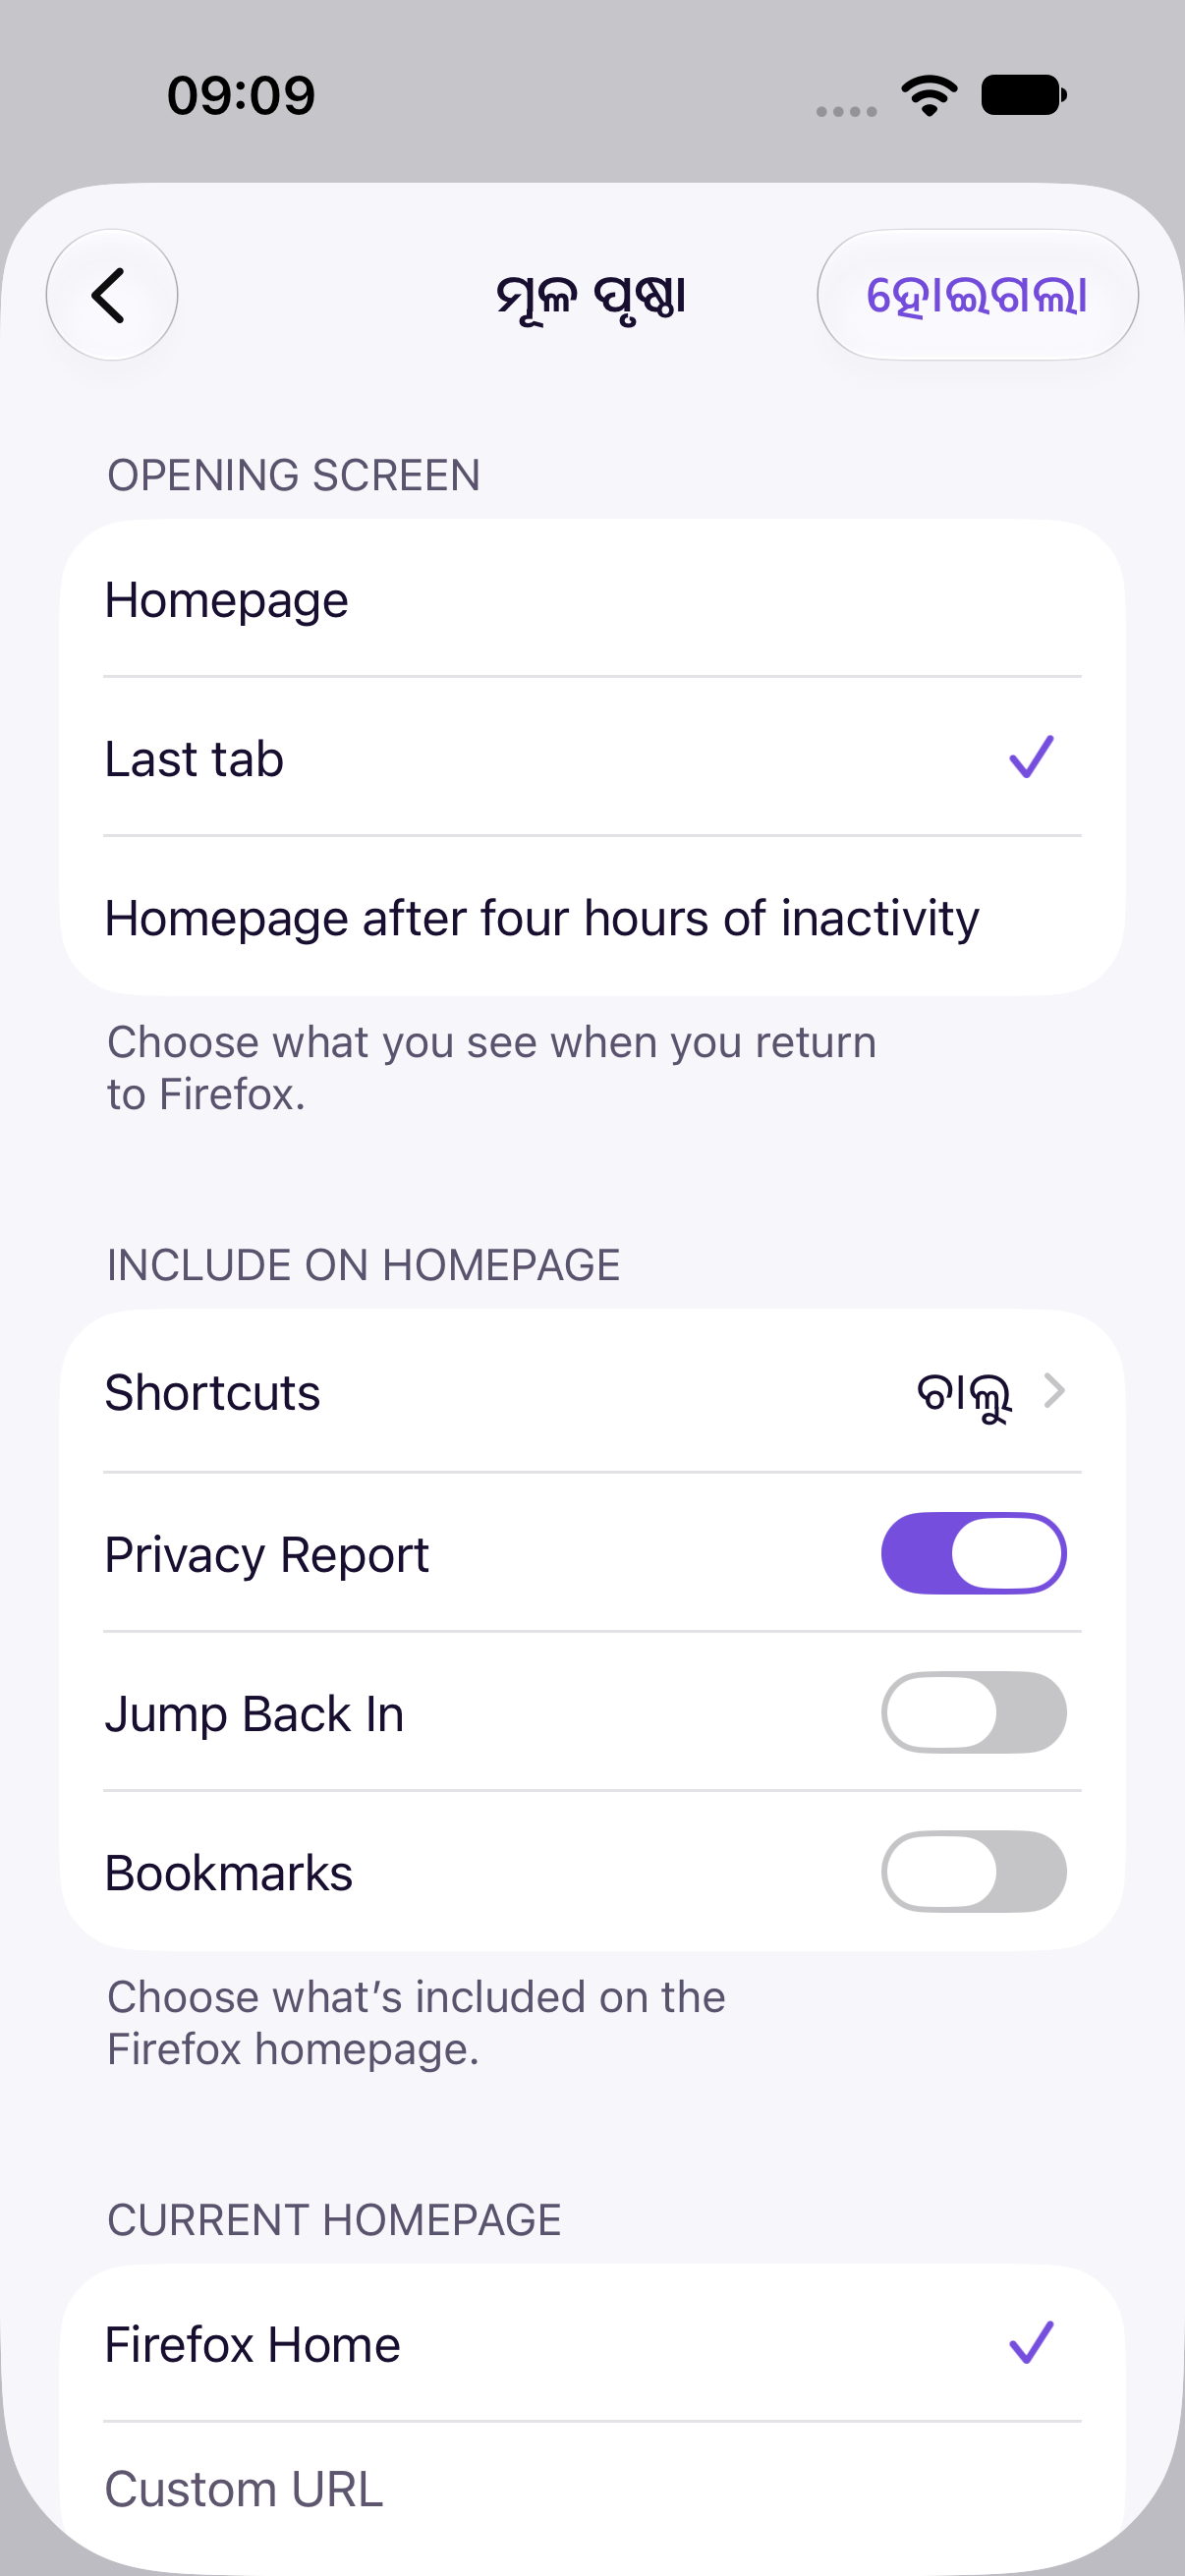 09:09
ମୂଳ ପୃଷ୍ଠା
ହୋଇଗଲା
OPENING SCREEN
Homepage
Last tab
Homepage after four hours of inactivity
Choose what you see when you return
to Firefox.
INCLUDE ON HOMEPAGE
Shortcuts ଚାଲୁ
Privacy Report
Jump Back In
Bookmarks
Choose what’s included on the
Firefox homepage.
CURRENT HOMEPAGE
Firefox Home
Custom URL